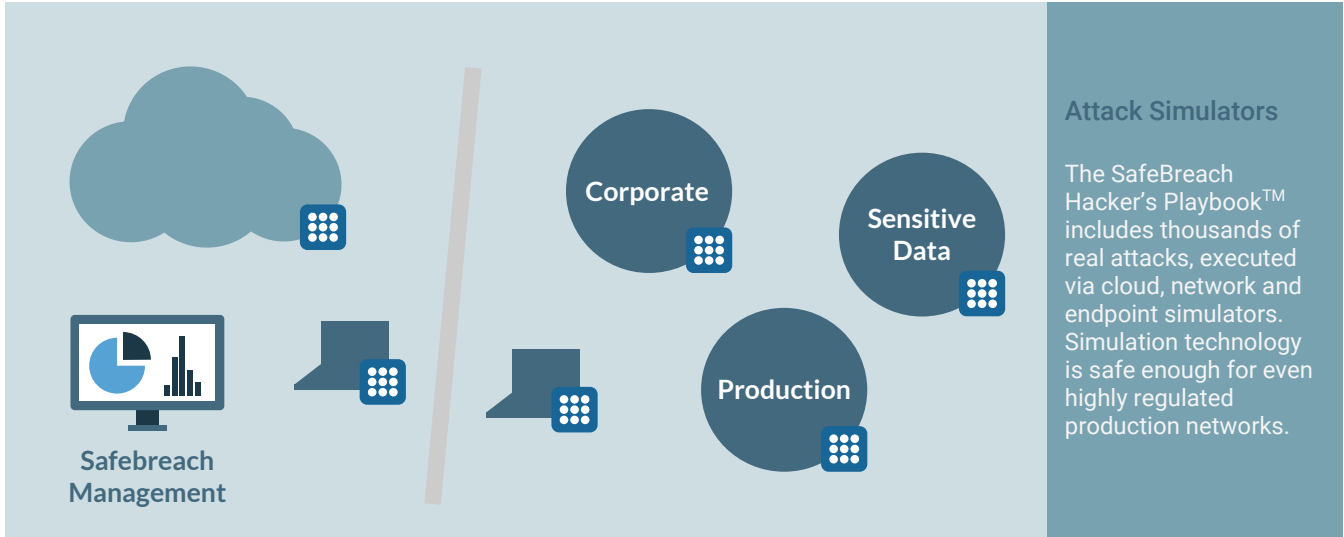 Corporate
Sensitive
Data
Production
Safebreach
Management
Attack Simulators
The SafeBreach
Hacker’s Playbook™
includes thousands of
real attacks, executed
via cloud, network and
endpoint simulators.
Simulation technology
is safe enough for even
highly regulated
production networks.